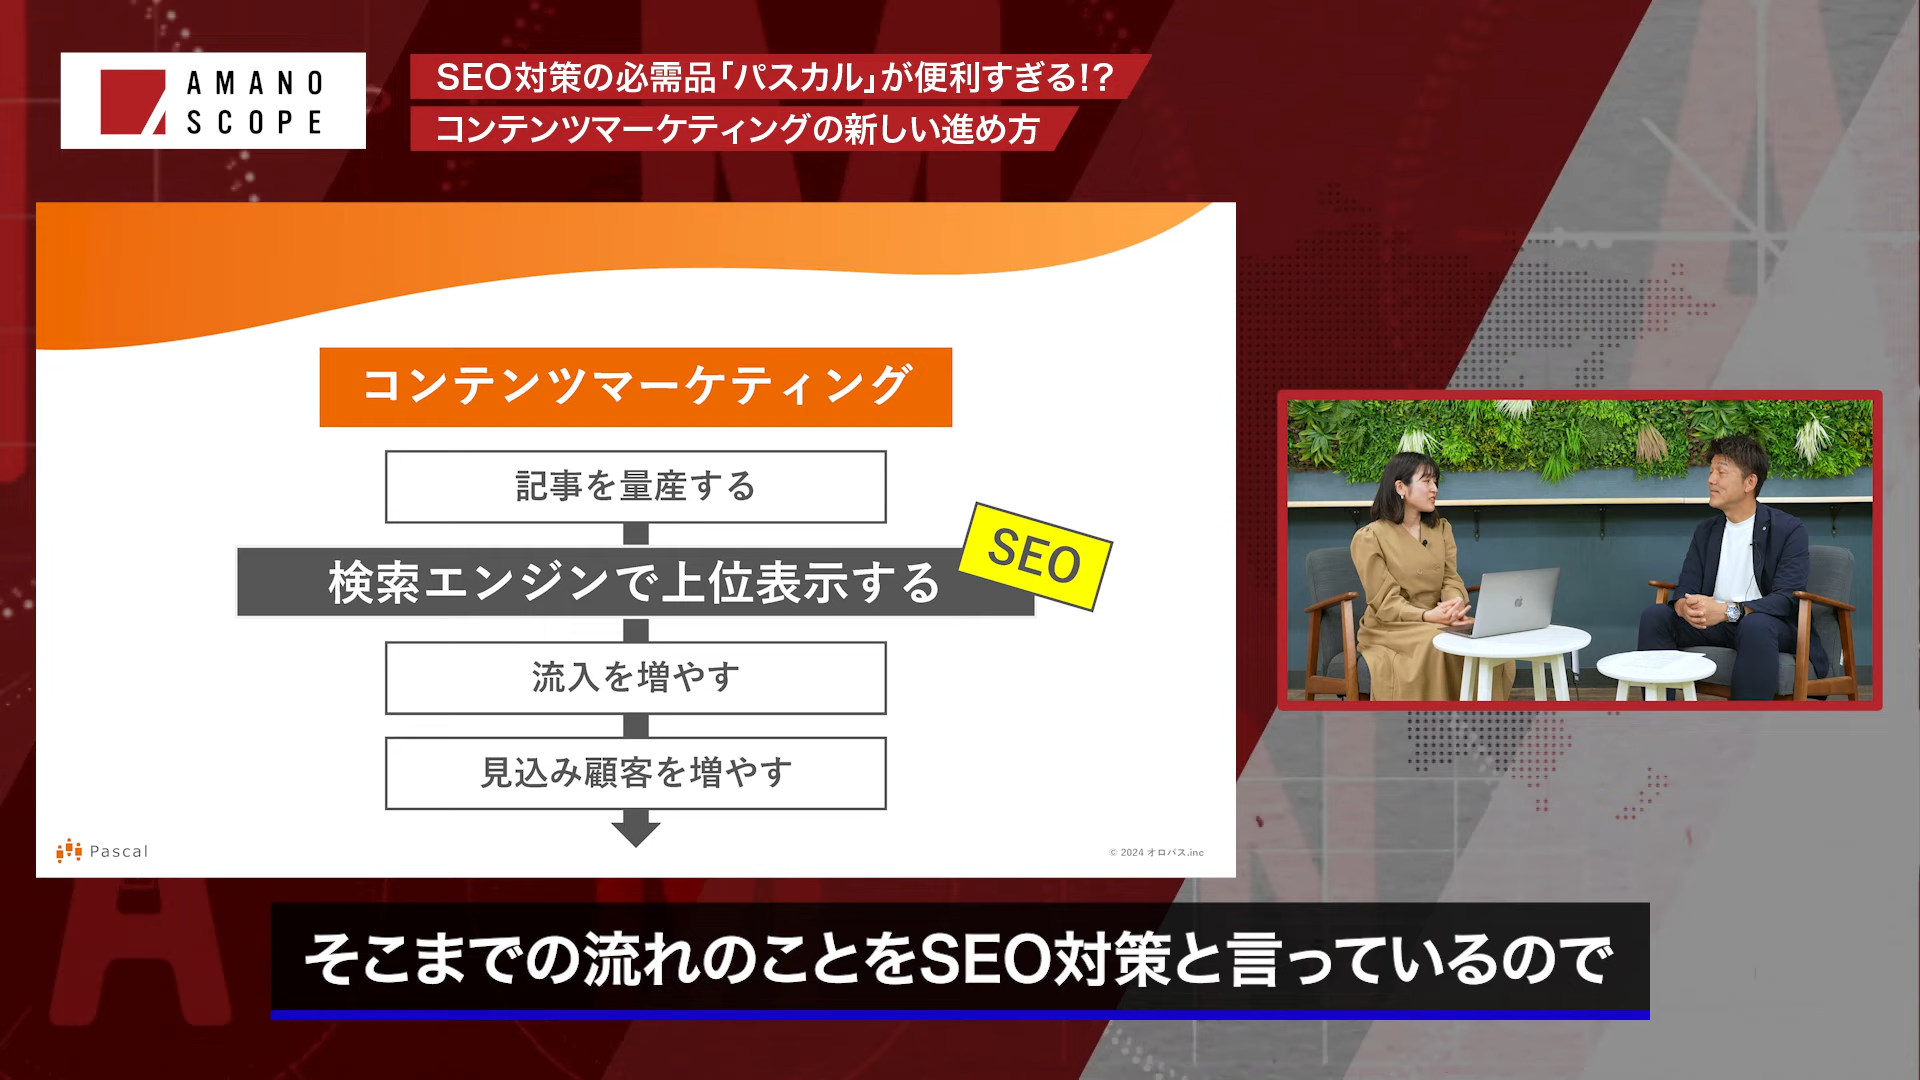 AMANO
SCOPE
SEO対策の必需品「パスカル」が便利すぎる!?
コンテンツマーケティングの新しい進め方
コンテンツマーケティング
記事を量産する
検索エンジンで上位表示する
SEO
流入を増やす
見込み顧客を増やす
Pascal
© 2024 オロパス.inc
そこまでの流れのことをSEO対策と言っているので